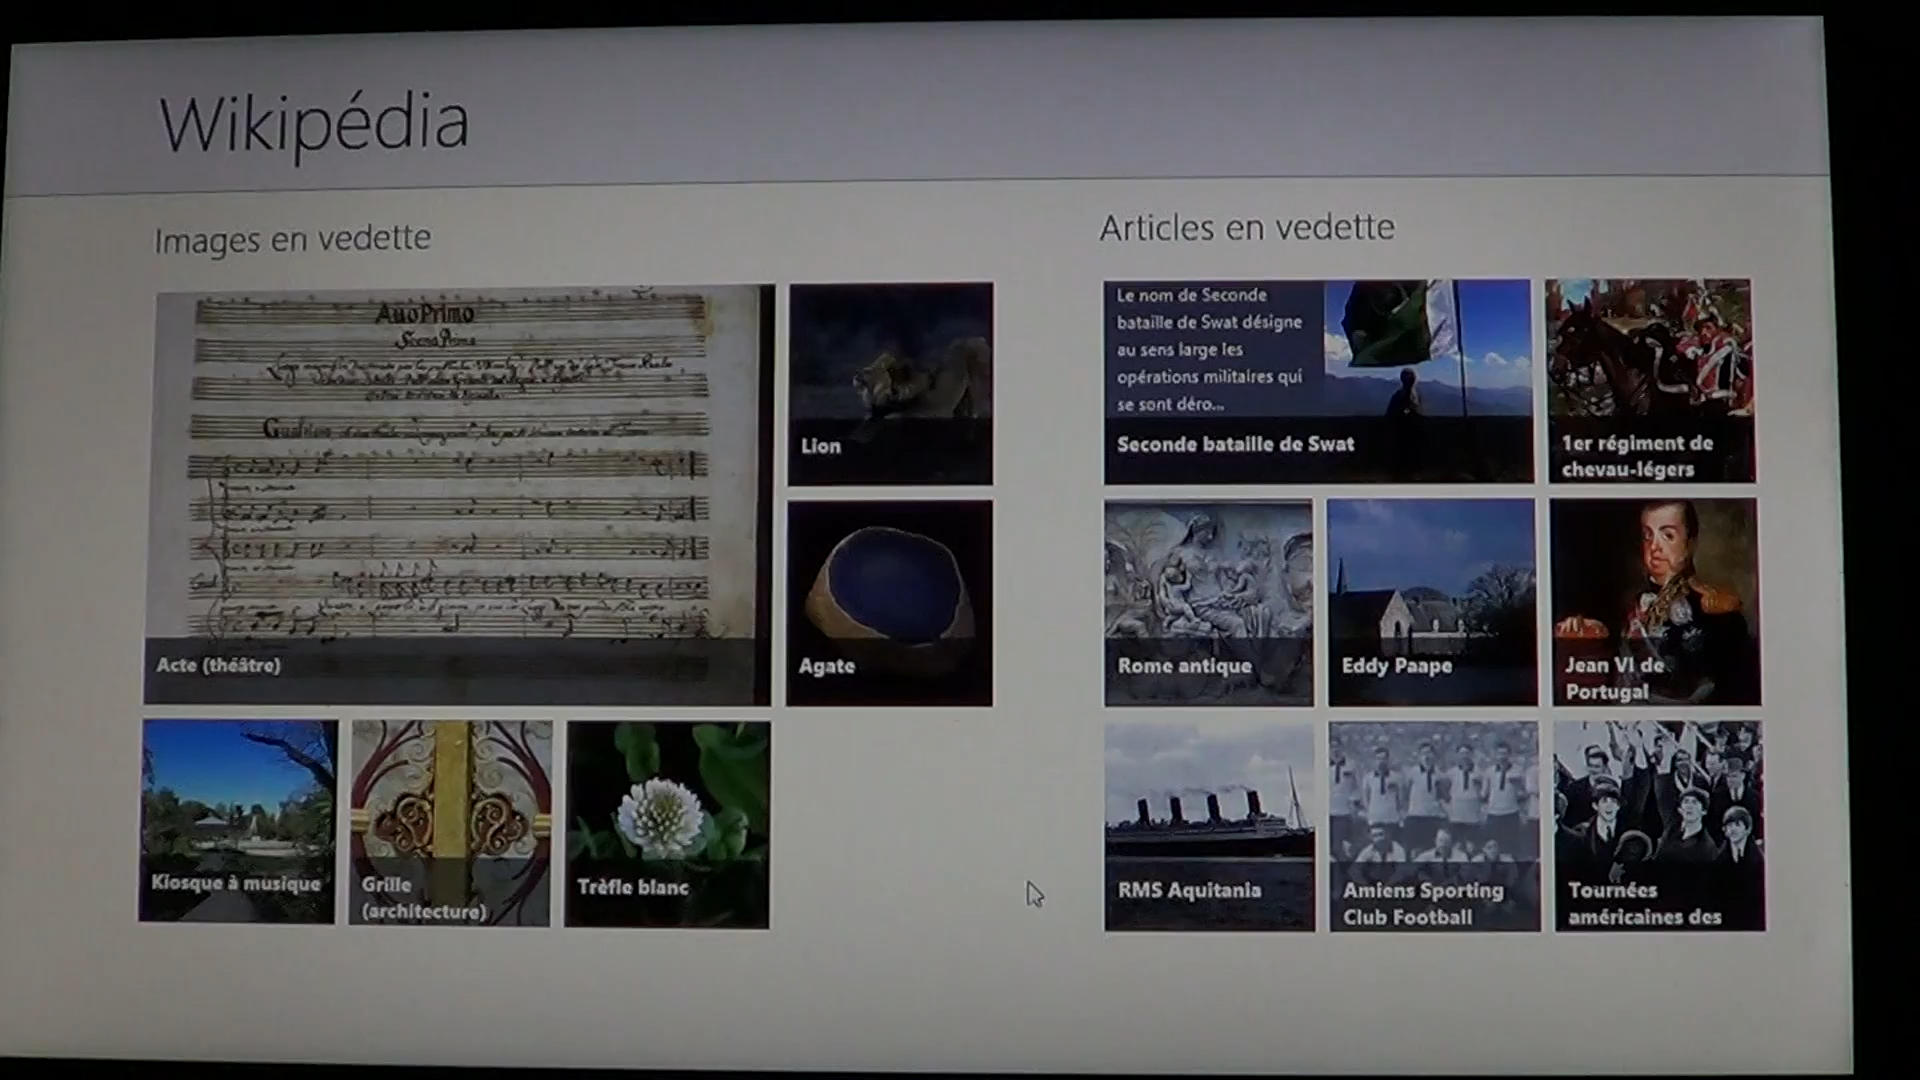 Wikipédia
Images en vedette
Acte (théâtre)
Lion
Agate
Kiosque à musique
Grille
(architecture)
Trèfle blanc
Articles en vedette
Le nom de Seconde
bataille de Swat désigne
au sens large les
opérations militaires qui
se sont déro...
Seconde bataille de Swat
1er régiment de
chevau-légers
Rome antique
Eddy Paape
Jean VI de
Portugal
RMS Aquitania
Amiens Sporting
Club Football
Tournées
américaines des